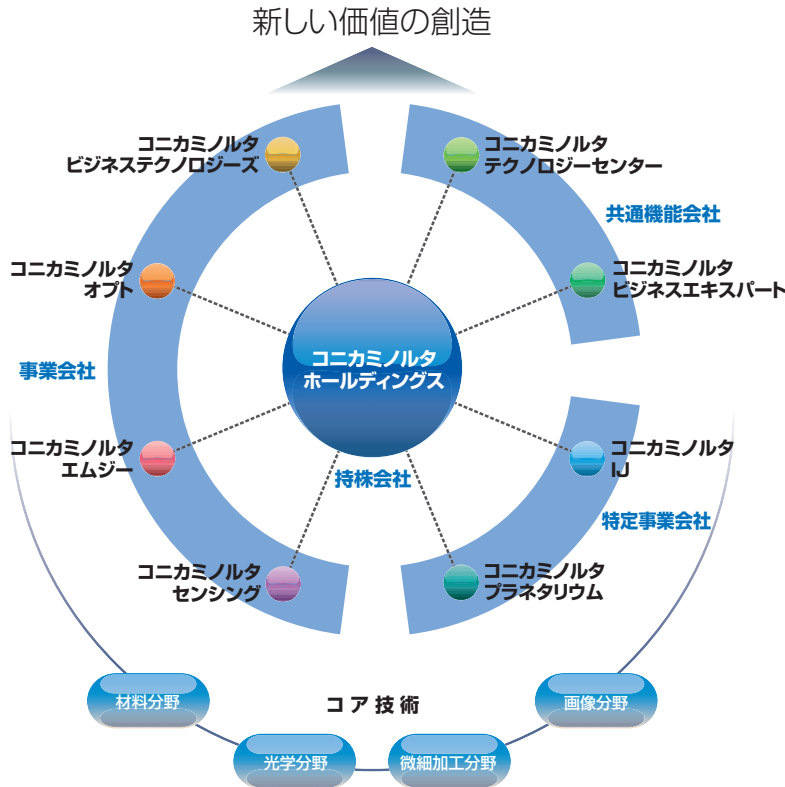 新しい価値の創造
コニカミノルタ
ビジネステクノロジーズ
コニカミノルタ
テクノロジーセンター
共通機能会社
コニカミノルタ
オプト
コニカミノルタ
ビジネスエキスパート
コニカミノルタ
ホールディングス
事業会社
コニカミノルタ
エムジー
持株会社
コニカミノルタ
IJ
特定事業会社
コニカミノルタ
センシング
コニカミノルタ
プラネタリウム
コア技術
材料分野
画像分野
光学分野
微細加工分野